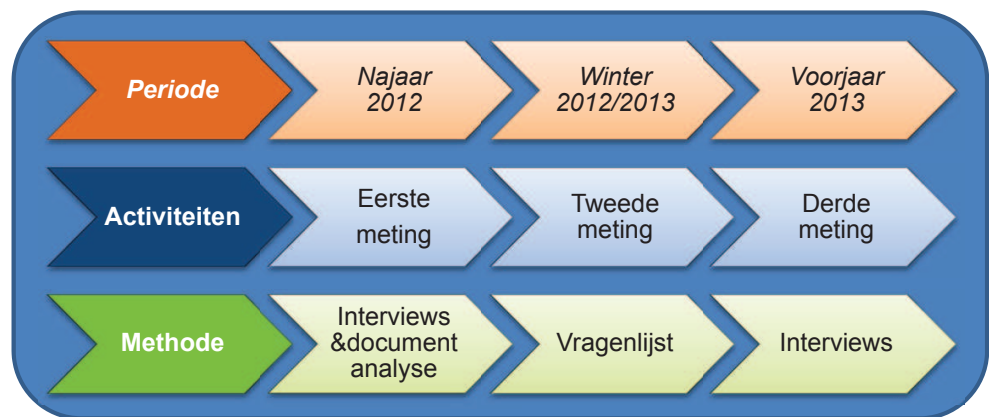 Periode
Najaar
2012
Winter
2012/2013
Voorjaar
2013
Activiteiten
Eerste
meting
Tweede
meting
Derde
meting
Methode
Interviews
&document
analyse
Vragenlijst
Interviews